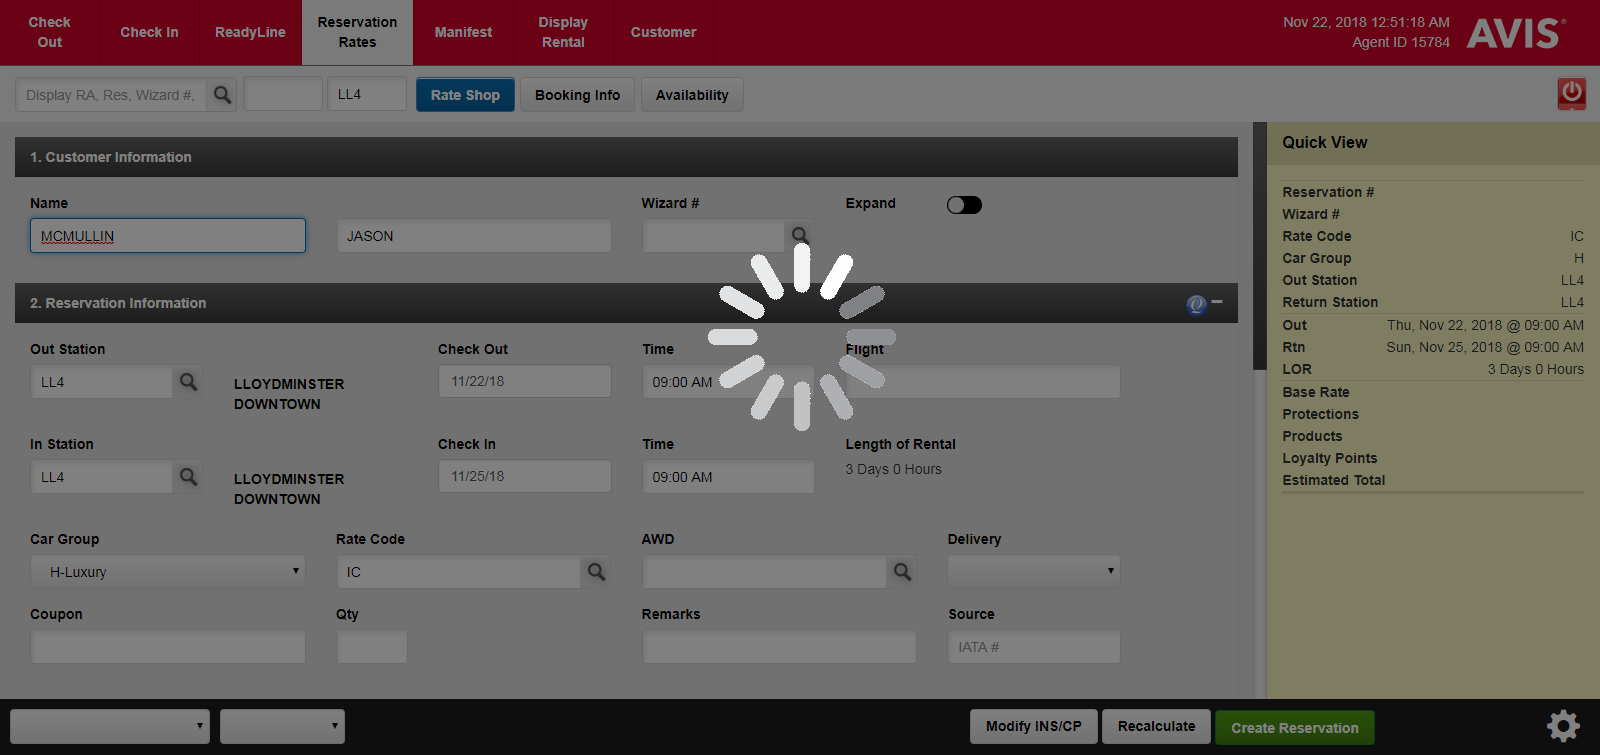 Check Out
Check In
ReadyLine
Reservation Rates
Manifest
Display Rental
Customer
Nov 22, 2018 12:51:18 AM
Agent ID 15784
AVIS®
Display RA, Res, Wizard #,
LL4
Rate Shop
Booking Info
Availability
1. Customer Information
Name
Wizard #
Expand
MCMULLIN
JASON
2. Reservation Information
Out Station
Check Out
Time
Flight
LL4
LLOYDMINSTER
DOWNTOWN
11/22/18
09:00 AM
In Station
Check In
Time
Length of Rental
LL4
LLOYDMINSTER
DOWNTOWN
11/25/18
09:00 AM
3 Days 0 Hours
Car Group
Rate Code
AWD
Delivery
H-Luxury
IC
Coupon
Qty
Remarks
Source
IATA #
Quick View
Reservation #
Wizard #
Rate Code IC
Car Group H
Out Station LL4
Return Station LL4
Out Thu, Nov 22, 2018 @ 09:00 AM
Rtn Sun, Nov 25, 2018 @ 09:00 AM
LOR 3 Days 0 Hours
Base Rate
Protections
Products
Loyalty Points
Estimated Total
Modify INS/CP
Recalculate
Create Reservation